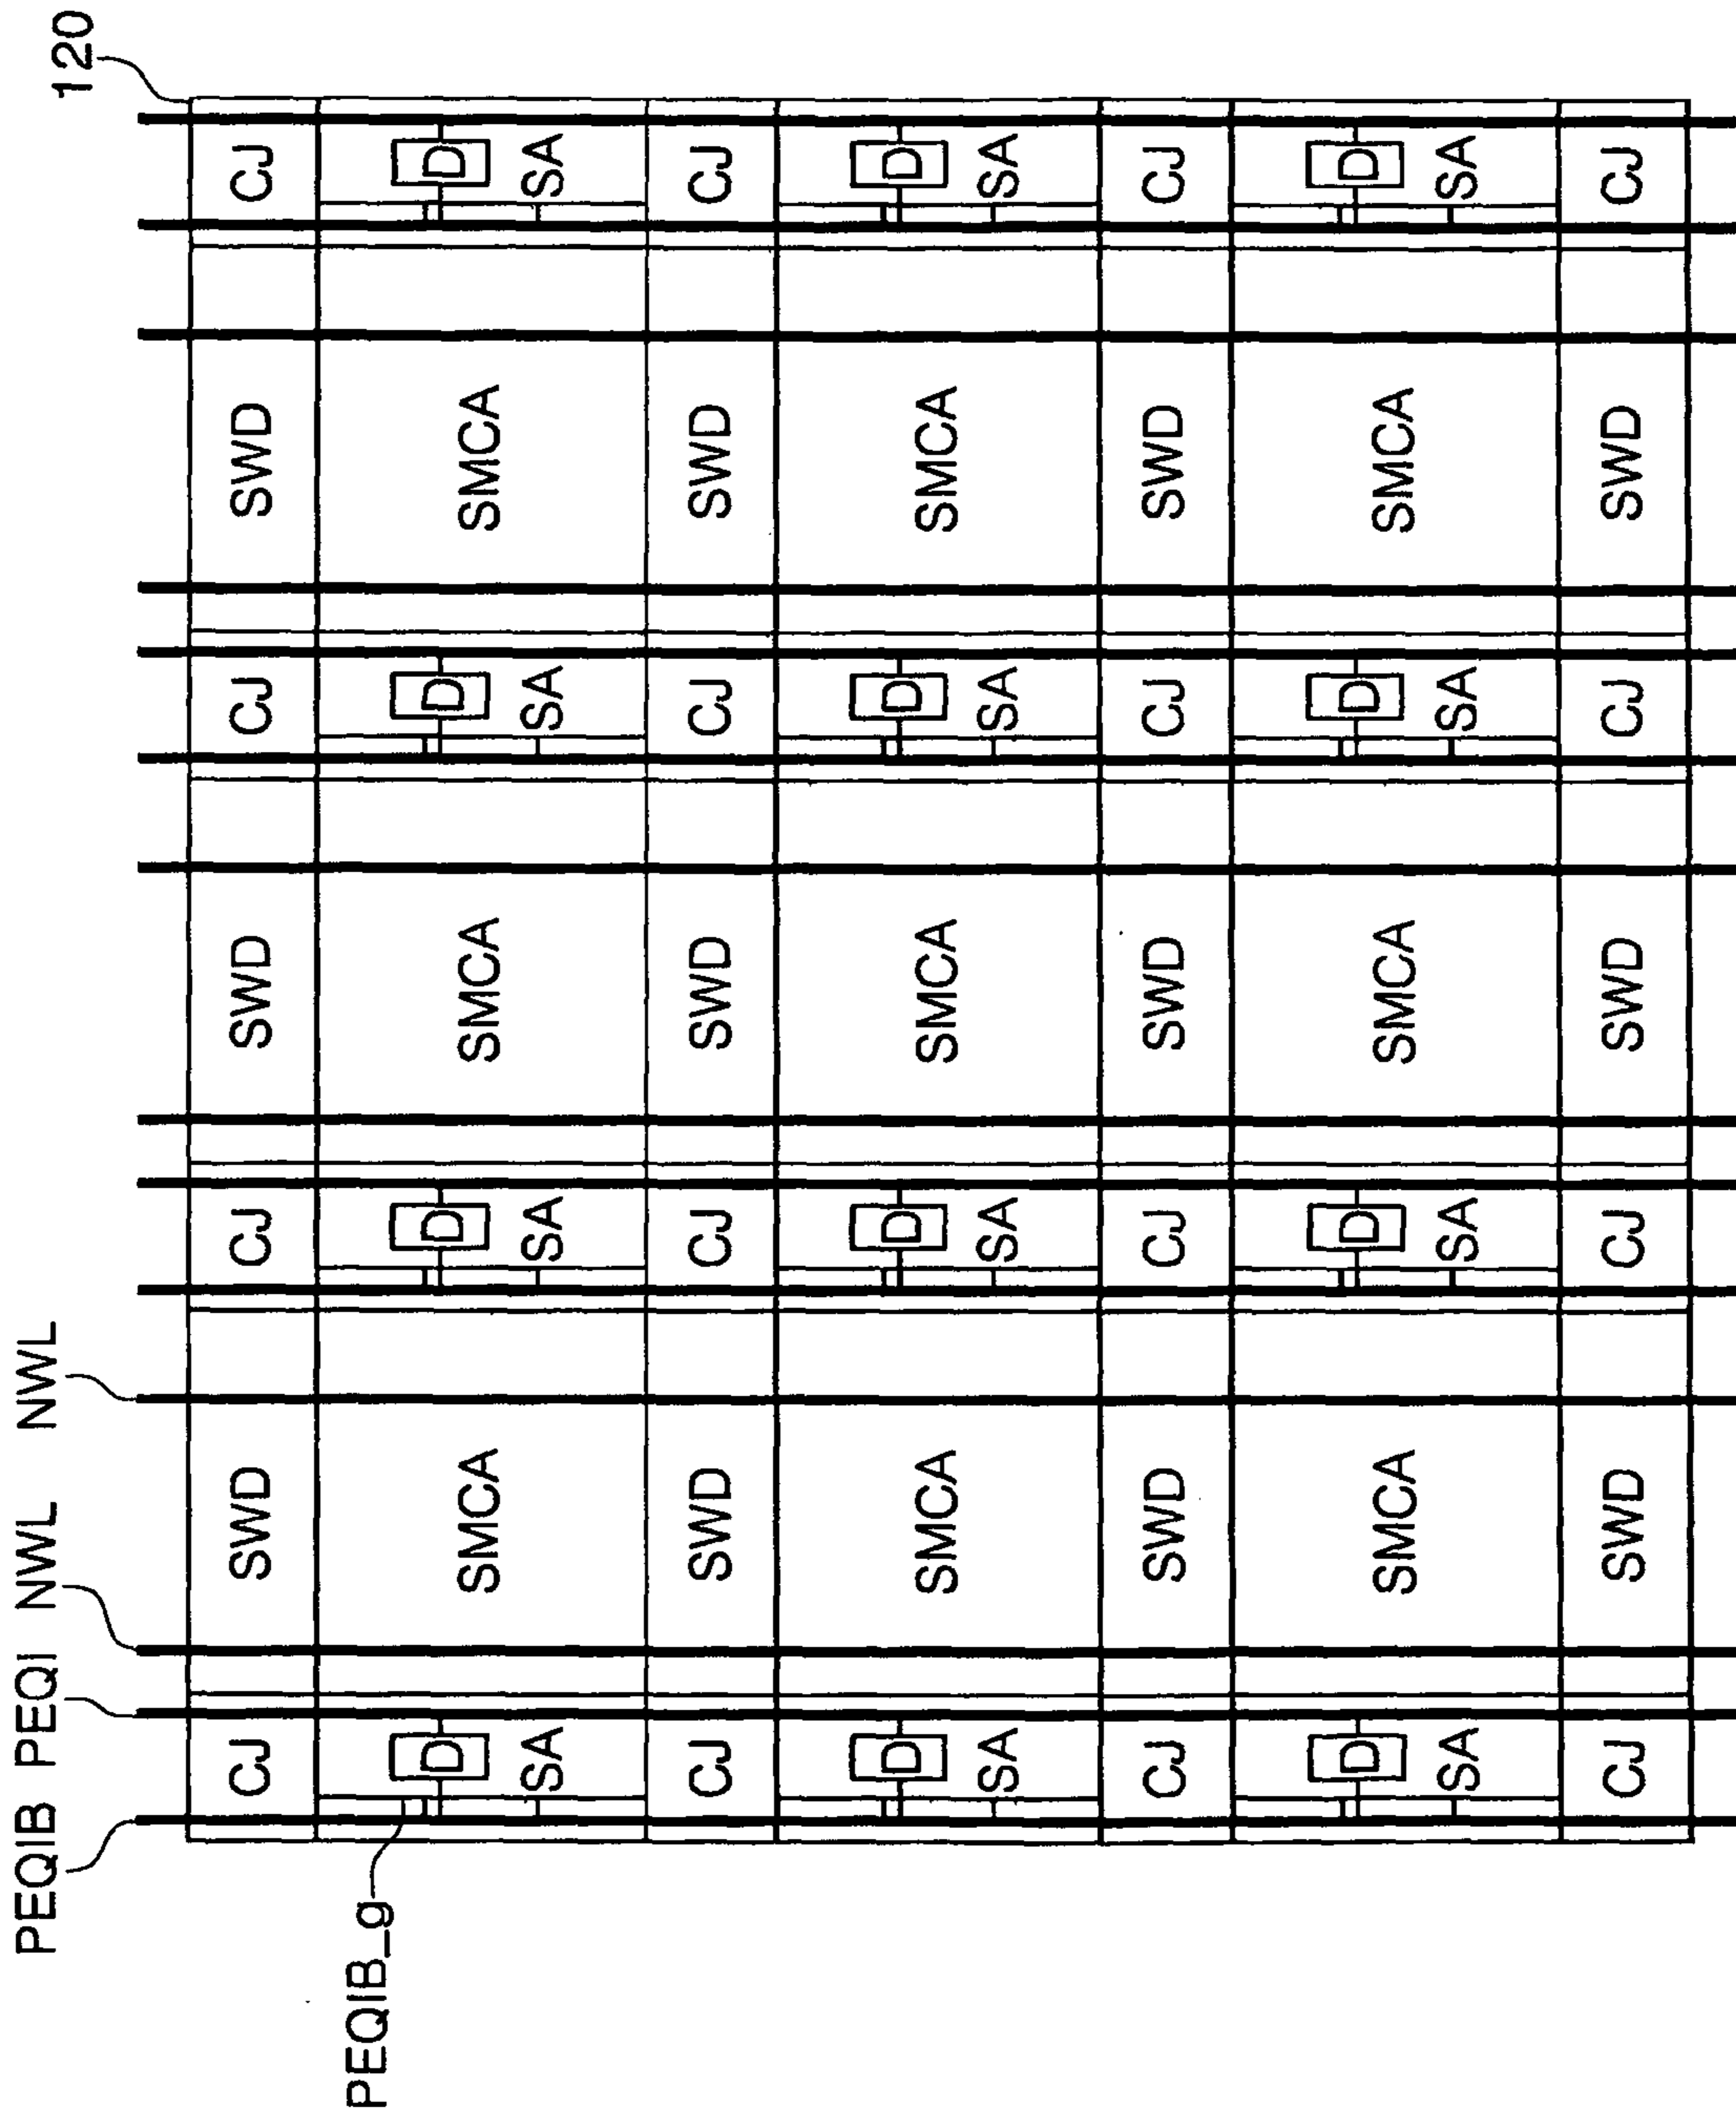 PEQIB PEQI NWL NWL
120
CJ SWD CJ SWD CJ SWD CJ
PEQIB_g
D D D D
SMCA SMCA SMCA
SA SA SA SA
CJ SWD CJ SWD CJ SWD CJ
D D D D
SMCA SMCA SMCA
SA SA SA SA
CJ SWD CJ SWD CJ SWD CJ
D D D D
SMCA SMCA SMCA
SA SA SA SA
CJ SWD CJ SWD CJ SWD CJ